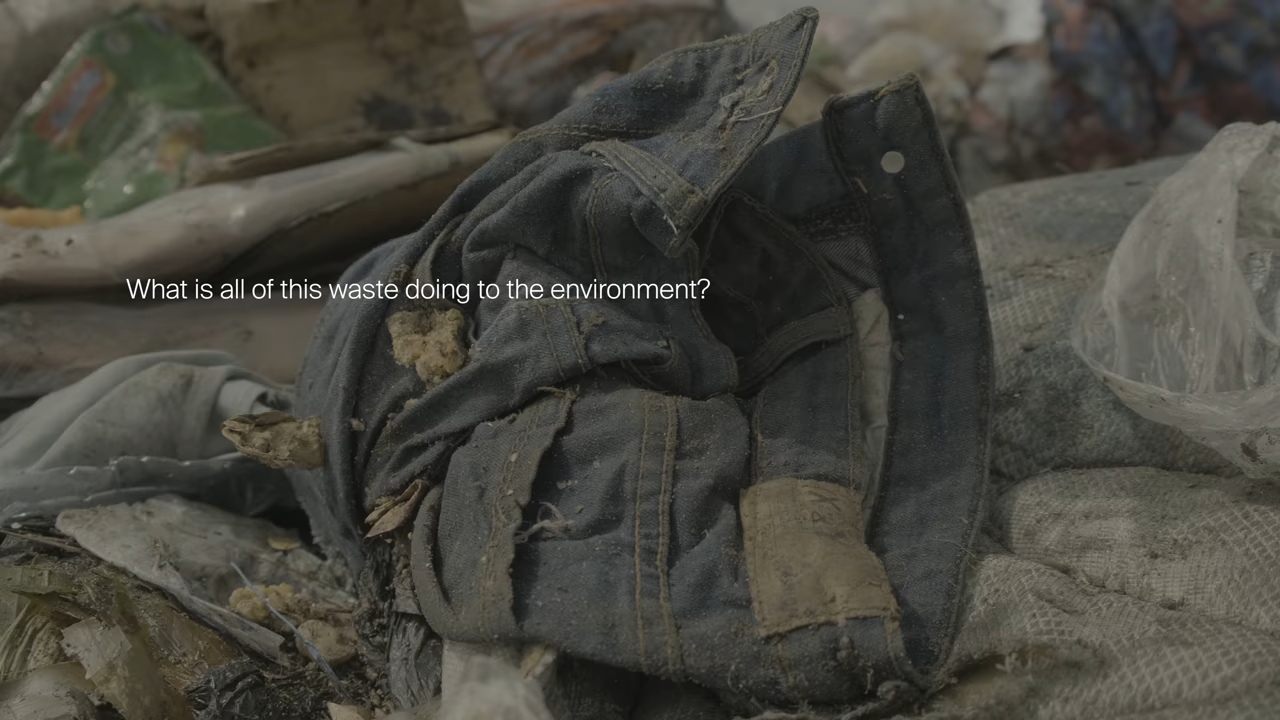 What is all of this waste doing to the environment?